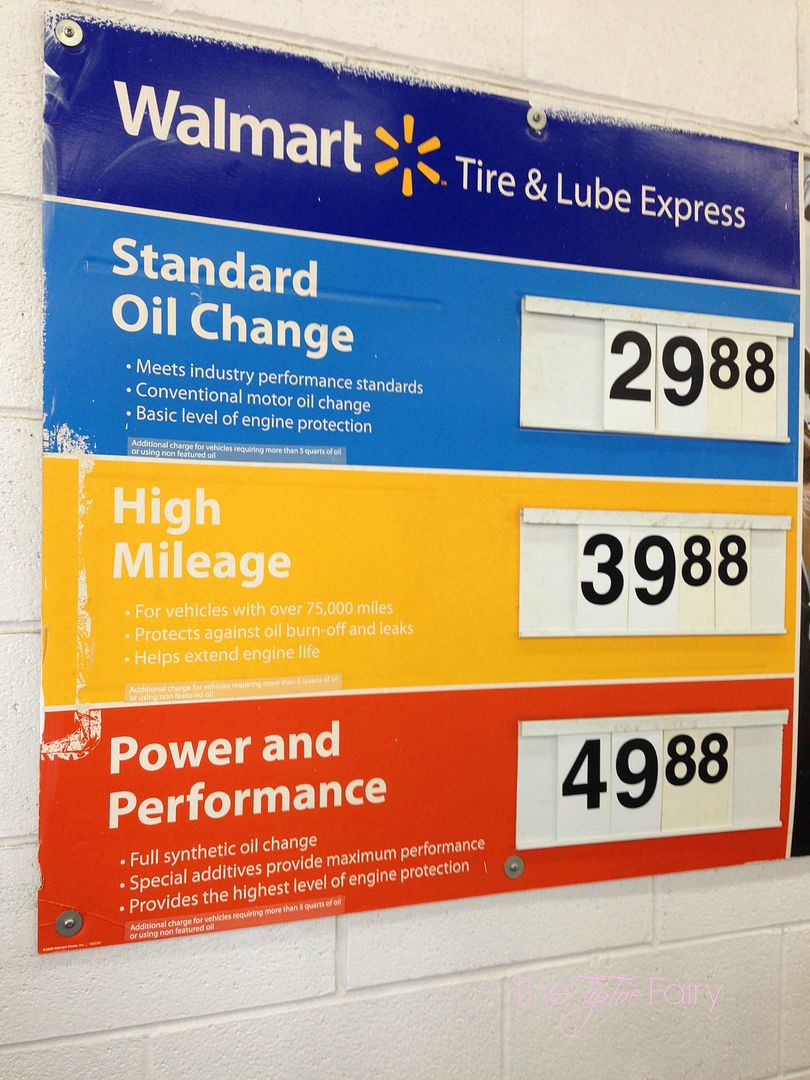 Walmart Tire & Lube Express
Standard
Oil Change
• Meets industry performance standards
• Conventional motor oil change
• Basic level of engine protection
Additional charge for vehicles requiring more than 5 quarts of oil
or using non featured oil
2988
High
Mileage
• For vehicles with over 75,000 miles
• Protects against oil burn-off and leaks
• Helps extend engine life
Additional charge for vehicles requiring more than 5 quarts of oil
or using non featured oil
3988
Power and
Performance
• Full synthetic oil change
• Special additives provide maximum performance
• Provides the highest level of engine protection
Additional charge for vehicles requiring more than 5 quarts of oil
or using non featured oil
4988
The TipToe Fairy